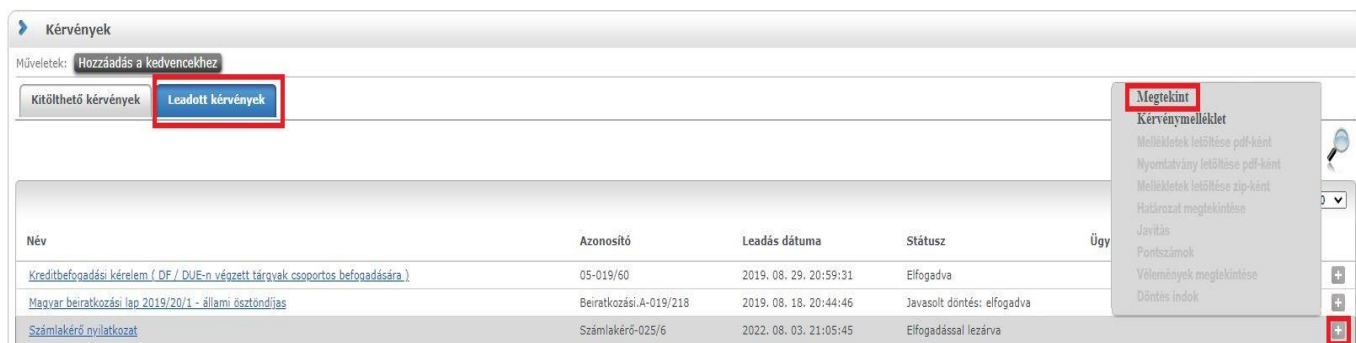 Kérvények
Műveletek: Hozzáadás a kedvencekhez
Kitölthető kérvények Leadott kérvények
Megtekint
Kérvénymelléklet
Mellékletek letöltése pdf-ként
Nyomtatvány letöltése pdf-ként
Mellékletek letöltése zip-ként
Határozat megtekintése
Javítás
Pontszámok
Vélemények megtekintése
Döntés indok
Név Azonosító Leadás dátuma Státusz Ügy
Kreditbefogadási kérelem ( DF / DUE-n végzett tárgyak csoportos befogadására ) 05-019/60 2019. 08. 29. 20:59:31 Elfogadva
Magyar beiratkozási lap 2019/20/1 - állami ösztöndíjas Beiratkozási.A-019/218 2019. 08. 18. 20:44:46 Javasolt döntés: elfogadva
Számlakérő nyilatkozat Számlakérő-025/6 2022. 08. 03. 21:05:45 Elfogadással lezárva